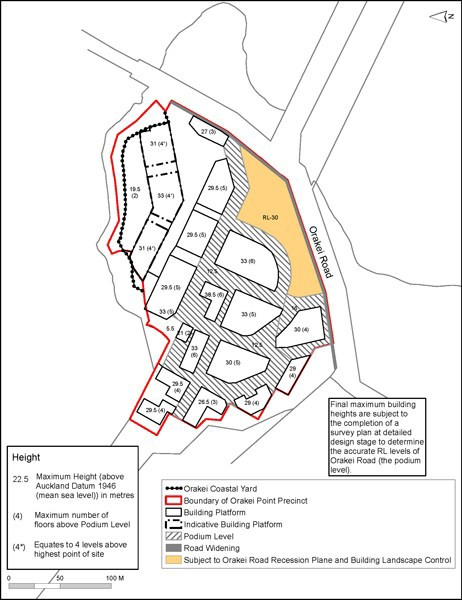 N
27 (3)
31 (4*)
19.5
(2)
33 (4*)
29.5 (5)
RL-30
31 (4*)
29.5 (5)
33 (6)
Orakei Road
12.5
29.5 (5)
38.5 (6)
33 (5)
33 (5)
16
5.5
21 (2)
30 (4)
33
(6)
12.5
30 (5)
29
(4)
29.5
(4)
29.5 (4)
26.5 (3)
29 (4)
Final maximum building
heights are subject to
the completion of a
survey plan at detailed
design stage to determine
the accurate RL levels of
Orakei Road (the podium
level).
Height
22.5 Maximum Height (above
Auckland Datum 1946
(mean sea level)) in metres
(4) Maximum number of
floors above Podium Level
(4*) Equates to 4 levels above
highest point of site
0 50 100 M
Orakei Coastal Yard
Boundary of Orakei Point Precinct
Building Platform
Indicative Building Platform
Podium Level
Road Widening
Subject to Orakei Road Recession Plane and Building Landscape Control